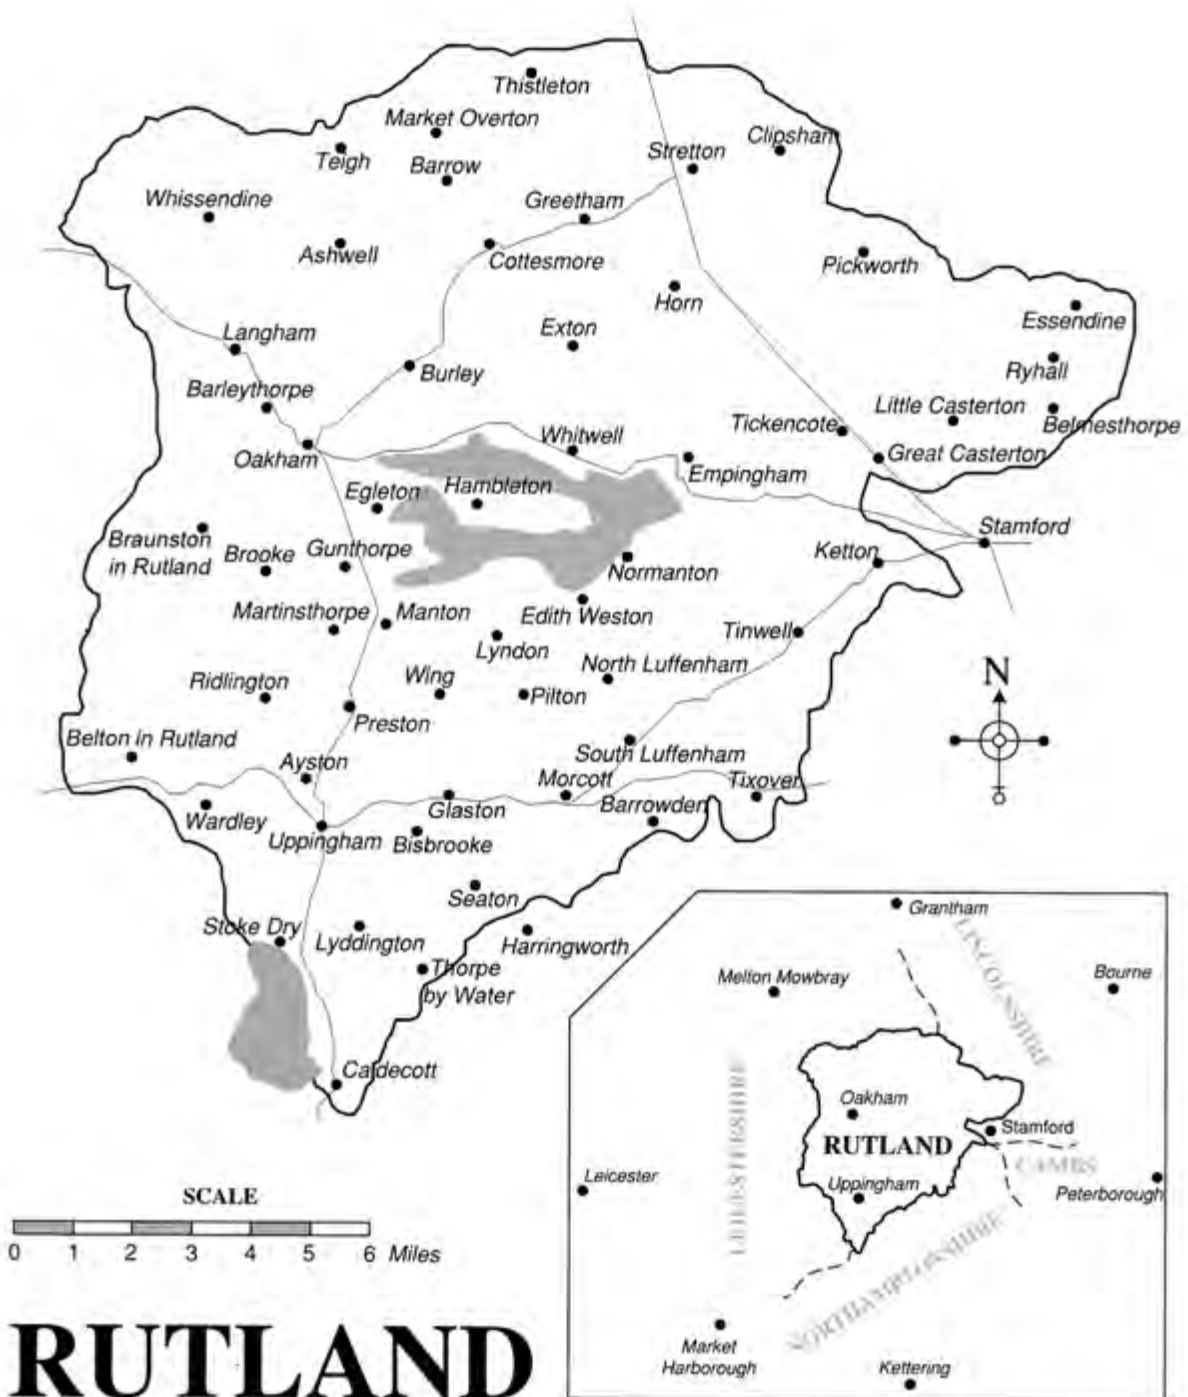 Thistleton
Market Overton
Clipsham
Teigh
Barrow
Stretton
Whissendine
Greetham
Ashwell
Cottesmore
Pickworth
Horn
Essendine
Langham
Exton
Burley
Ryhall
Barleythorpe
Little Casterton
Tickencote
Belmesthorpe
Oakham
Whitwell
Great Casterton
Empingham
Egleton
Hambleton
Stamford
Braunston
in Rutland
Brooke
Gunthorpe
Ketton
Normanton
Martinsthorpe
Manton
Edith Weston
Tinwell
Lyndon
North Luffenham
N
Ridlington
Wing
Pilton
Preston
Belton in Rutland
South Luffenham
Ayston
Morcott
Tixover
Wardley
Glaston
Barrowden
Uppingham
Bisbrooke
Seaton
Stoke Dry
Lyddington
Harringworth
Thorpe
by Water
Caldecott
SCALE
0 1 2 3 4 5 6 Miles
RUTLAND
Grantham
LINCOLNSHIRE
Melton Mowbray
Bourne
LEICESTERSHIRE
Oakham
Stamford
RUTLAND
CAMBS
Leicester
Uppingham
Peterborough
NORTHAMPTONSHIRE
Market
Harborough
Kettering